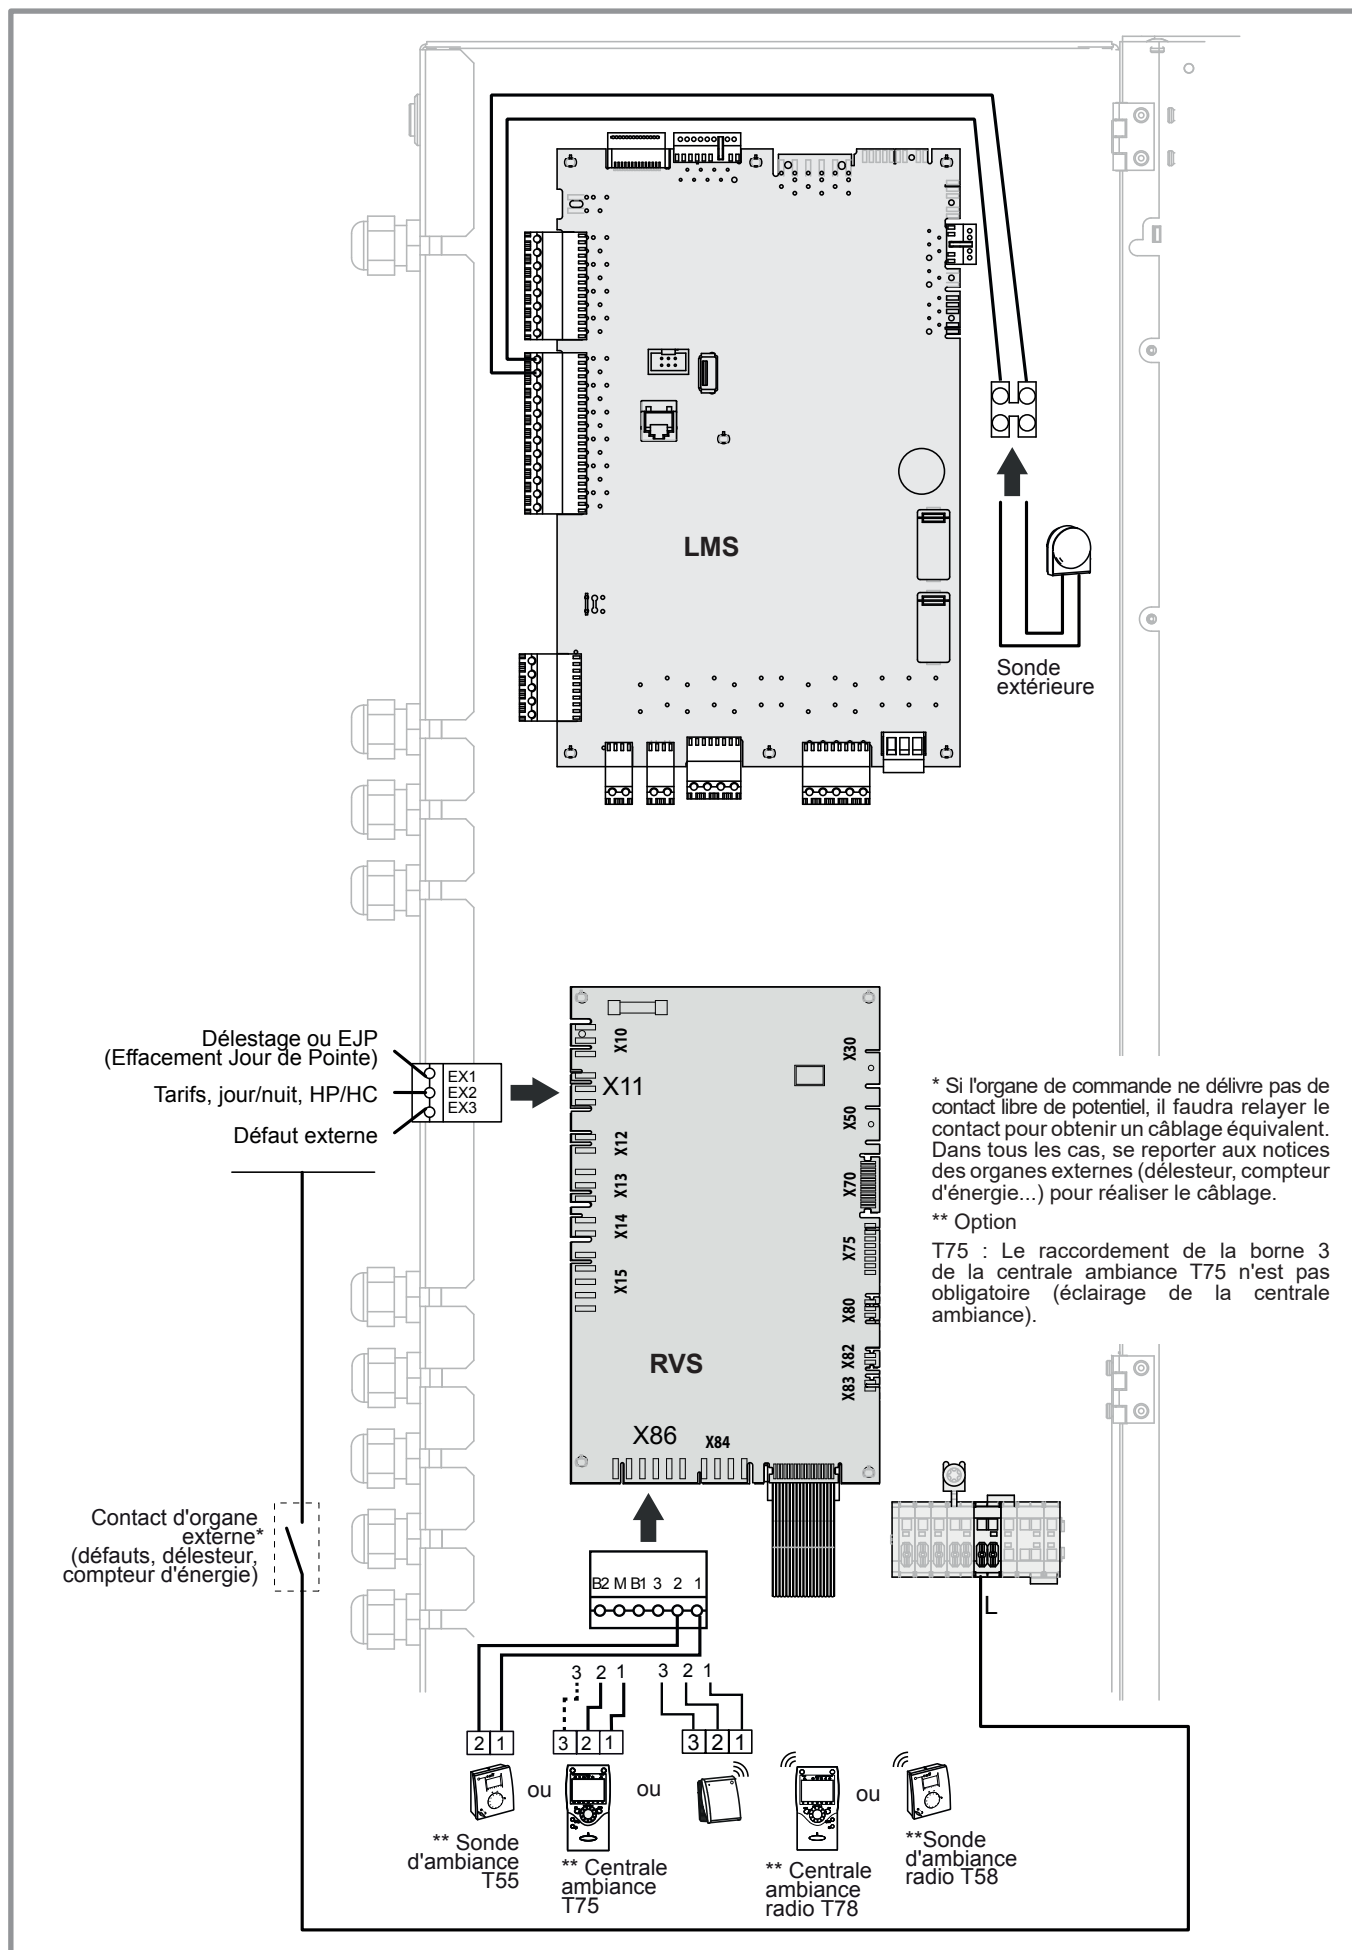 LMS
Sonde
extérieure
Délestage ou EJP
(Effacement Jour de Pointe)
Tarifs, jour/nuit, HP/HC
Défaut externe
EX1
EX2
EX3
X10
X11
X12
X13
X14
X15
X30
X50
X70
X75
X80
X82
X83
RVS
X86
X84
* Si l'organe de commande ne délivre pas de
contact libre de potentiel, il faudra relayer le
contact pour obtenir un câblage équivalent.
Dans tous les cas, se reporter aux notices
des organes externes (délesteur, compteur
d'énergie...) pour réaliser le câblage.
** Option
T75 : Le raccordement de la borne 3
de la centrale ambiance T75 n'est pas
obligatoire (éclairage de la centrale
ambiance).
Contact d'organe
externe*
(défauts, délesteur,
compteur d'énergie)
B2 M B1 3 2 1
L
3 2 1
3 2 1
2 1
3 2 1
3 2 1
ou
ou
ou
** Sonde
d'ambiance
T55
** Centrale
ambiance
T75
** Centrale
ambiance
radio T78
**Sonde
d'ambiance
radio T58